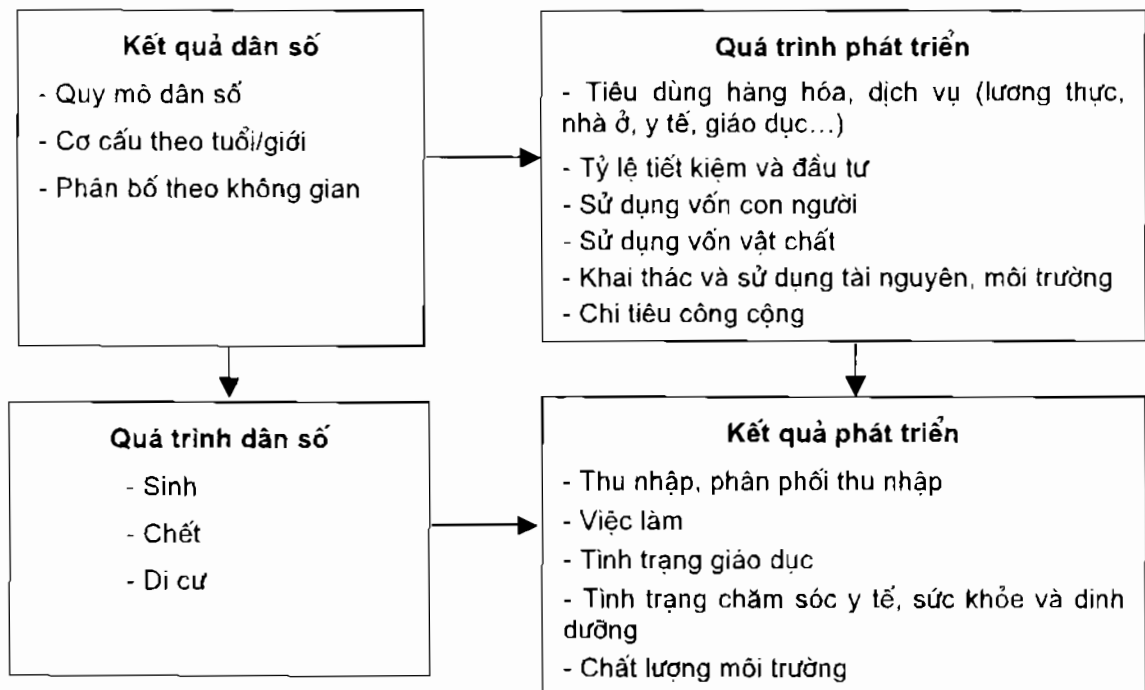 Kết quả dân số
- Quy mô dân số
- Cơ cấu theo tuổi/giới
- Phân bố theo không gian
Quá trình phát triển
- Tiêu dùng hàng hóa, dịch vụ (lương thực,
nhà ở, y tế, giáo dục...)
- Tỷ lệ tiết kiệm và đầu tư
- Sử dụng vốn con người
- Sử dụng vốn vật chất
- Khai thác và sử dụng tài nguyên, môi trường
- Chi tiêu công cộng
Quá trình dân số
- Sinh
- Chết
- Di cư
Kết quả phát triển
- Thu nhập, phân phối thu nhập
- Việc làm
- Tình trạng giáo dục
- Tình trạng chăm sóc y tế, sức khỏe và dinh
dưỡng
- Chất lượng môi trường